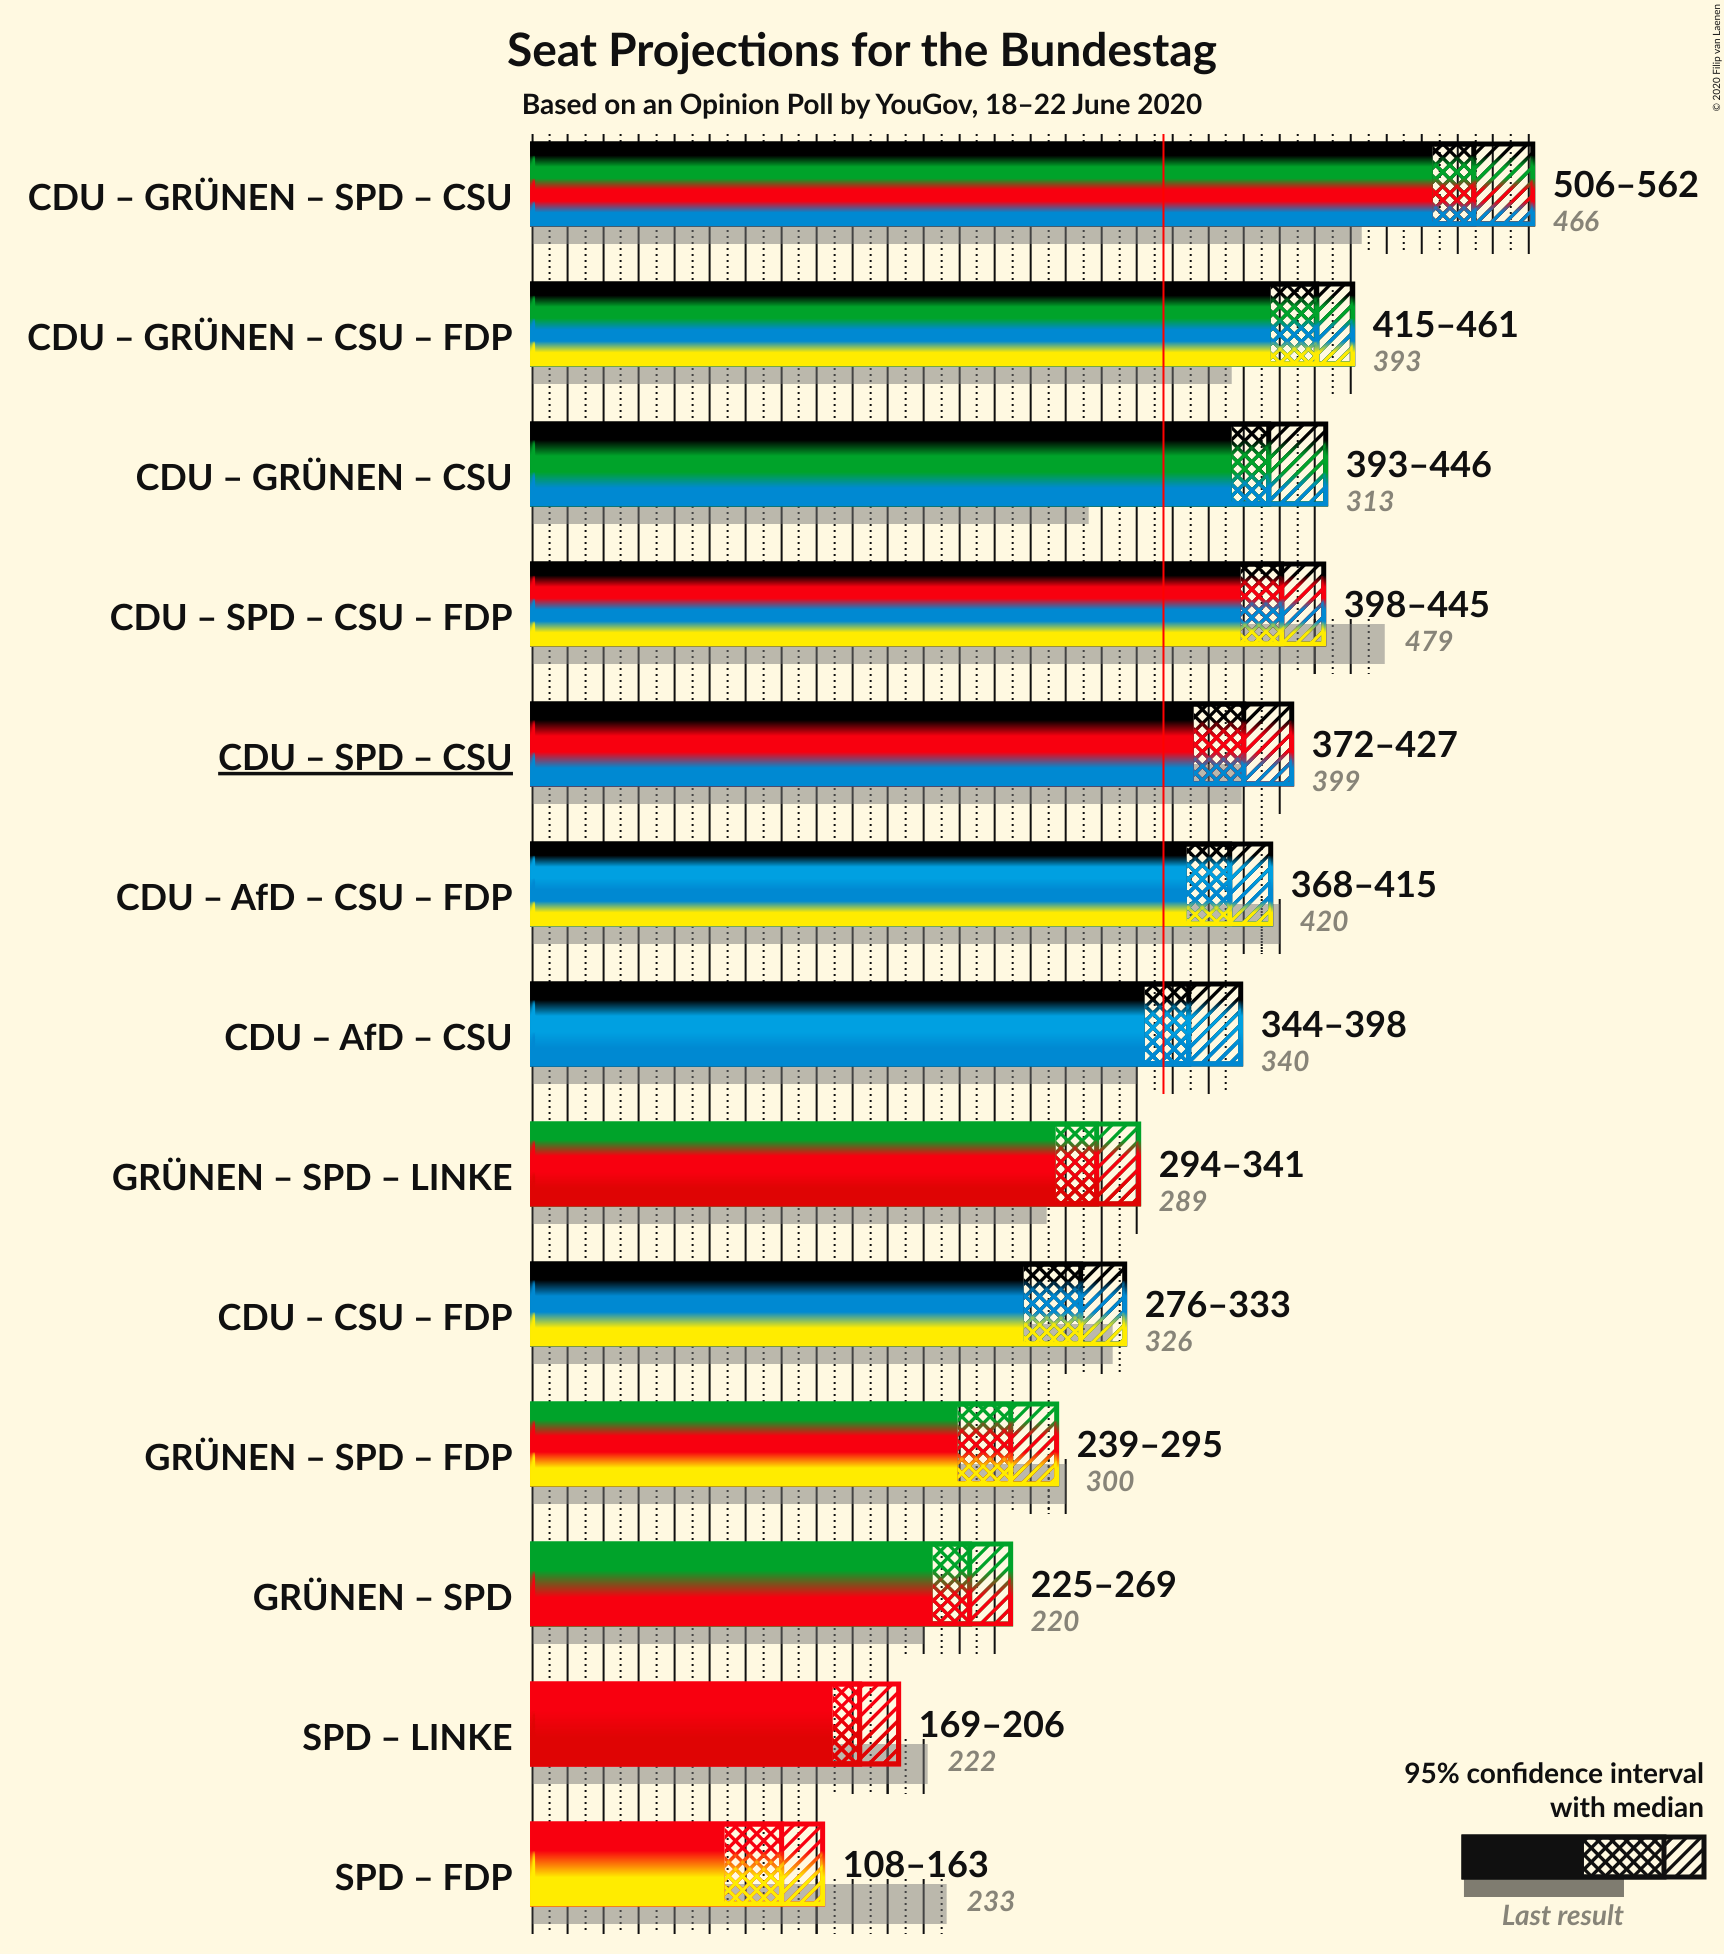 Seat Projections for the Bundestag
Based on an Opinion Poll by YouGov, 18–22 June 2020
© 2020 Filip van Laenen
CDU – GRÜNEN – SPD – CSU
506–562
466
CDU – GRÜNEN – CSU – FDP
415–461
393
CDU – GRÜNEN – CSU
393–446
313
CDU – SPD – CSU – FDP
398–445
479
CDU – SPD – CSU
372–427
399
CDU – AfD – CSU – FDP
368–415
420
CDU – AfD – CSU
344–398
340
GRÜNEN – SPD – LINKE
294–341
289
CDU – CSU – FDP
276–333
326
GRÜNEN – SPD – FDP
239–295
300
GRÜNEN – SPD
225–269
220
SPD – LINKE
169–206
222
SPD – FDP
108–163
233
95% confidence interval
with median
Last result